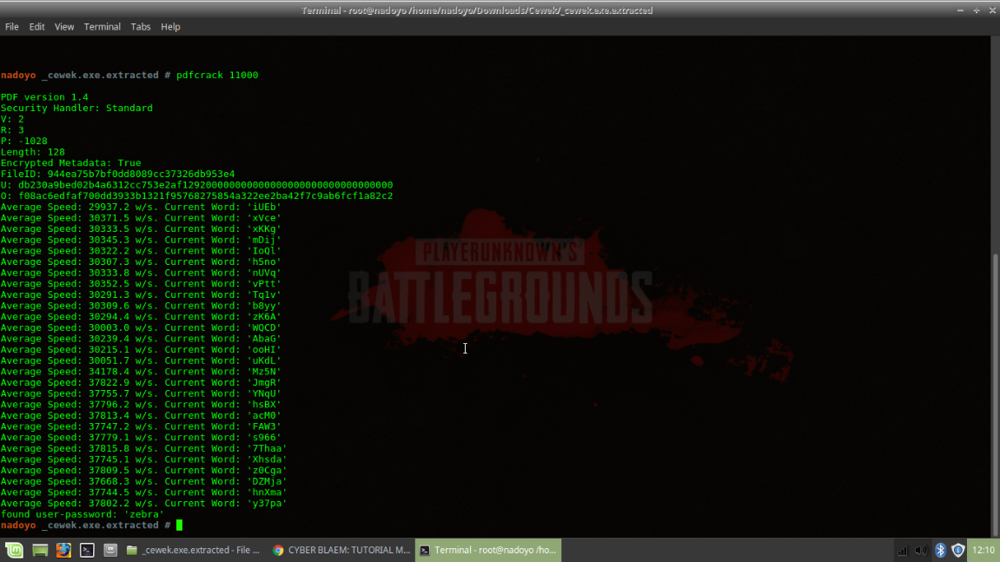 Terminal - root@nadoyo /home/nadoyo/Downloads/Cewek/_cewek.exe.extracted
File Edit View Terminal Tabs Help
nadoyo _cewek.exe.extracted # pdfcrack 11000
PDF version 1.4
Security Handler: Standard
V: 2
R: 3
P: -1028
Length: 128
Encrypted Metadata: True
FileID: 944ea75b7bf0dd8089cc37326db953e4
U: db230a9bed02b4a6312cc753e2af129200000000000000000000000000000000
O: f08ac6edfaf700dd3933b1321f95768275854a322ee2ba42f7c9ab6fcf1a82c2
Average Speed: 29937.2 w/s. Current Word: 'iUEb'
Average Speed: 30371.5 w/s. Current Word: 'xVce'
Average Speed: 30333.5 w/s. Current Word: 'xKKg'
Average Speed: 30345.3 w/s. Current Word: 'mDij'
Average Speed: 30322.2 w/s. Current Word: 'IoQl'
Average Speed: 30307.3 w/s. Current Word: 'h5no'
Average Speed: 30333.8 w/s. Current Word: 'nUVq'
Average Speed: 30352.5 w/s. Current Word: 'vPtt'
Average Speed: 30291.3 w/s. Current Word: 'Tq1v'
Average Speed: 30309.6 w/s. Current Word: 'b8yy'
Average Speed: 30294.4 w/s. Current Word: 'zK6A'
Average Speed: 30003.0 w/s. Current Word: 'WQCD'
Average Speed: 30239.4 w/s. Current Word: 'AbaG'
Average Speed: 30215.1 w/s. Current Word: 'ooHI'
Average Speed: 30051.7 w/s. Current Word: 'uKdL'
Average Speed: 34178.4 w/s. Current Word: 'Mz5N'
Average Speed: 37822.9 w/s. Current Word: 'JmgR'
Average Speed: 37755.7 w/s. Current Word: 'YNqU'
Average Speed: 37796.2 w/s. Current Word: 'hsBX'
Average Speed: 37813.4 w/s. Current Word: 'acM0'
Average Speed: 37747.2 w/s. Current Word: 'FAW3'
Average Speed: 37779.1 w/s. Current Word: 's966'
Average Speed: 37815.8 w/s. Current Word: '7Thaa'
Average Speed: 37745.1 w/s. Current Word: 'Xhsda'
Average Speed: 37809.5 w/s. Current Word: 'z0Cga'
Average Speed: 37668.3 w/s. Current Word: 'DZMja'
Average Speed: 37744.5 w/s. Current Word: 'hnXma'
Average Speed: 37802.2 w/s. Current Word: 'y37pa'
found user-password: 'zebra'
nadoyo _cewek.exe.extracted #
PLAYERUNKNOWN'S
BATTLEGROUNDS
_cewek.exe.extracted - File ... CYBER BLAEM: TUTORIAL M... Terminal - root@nadoyo /ho... 12:10